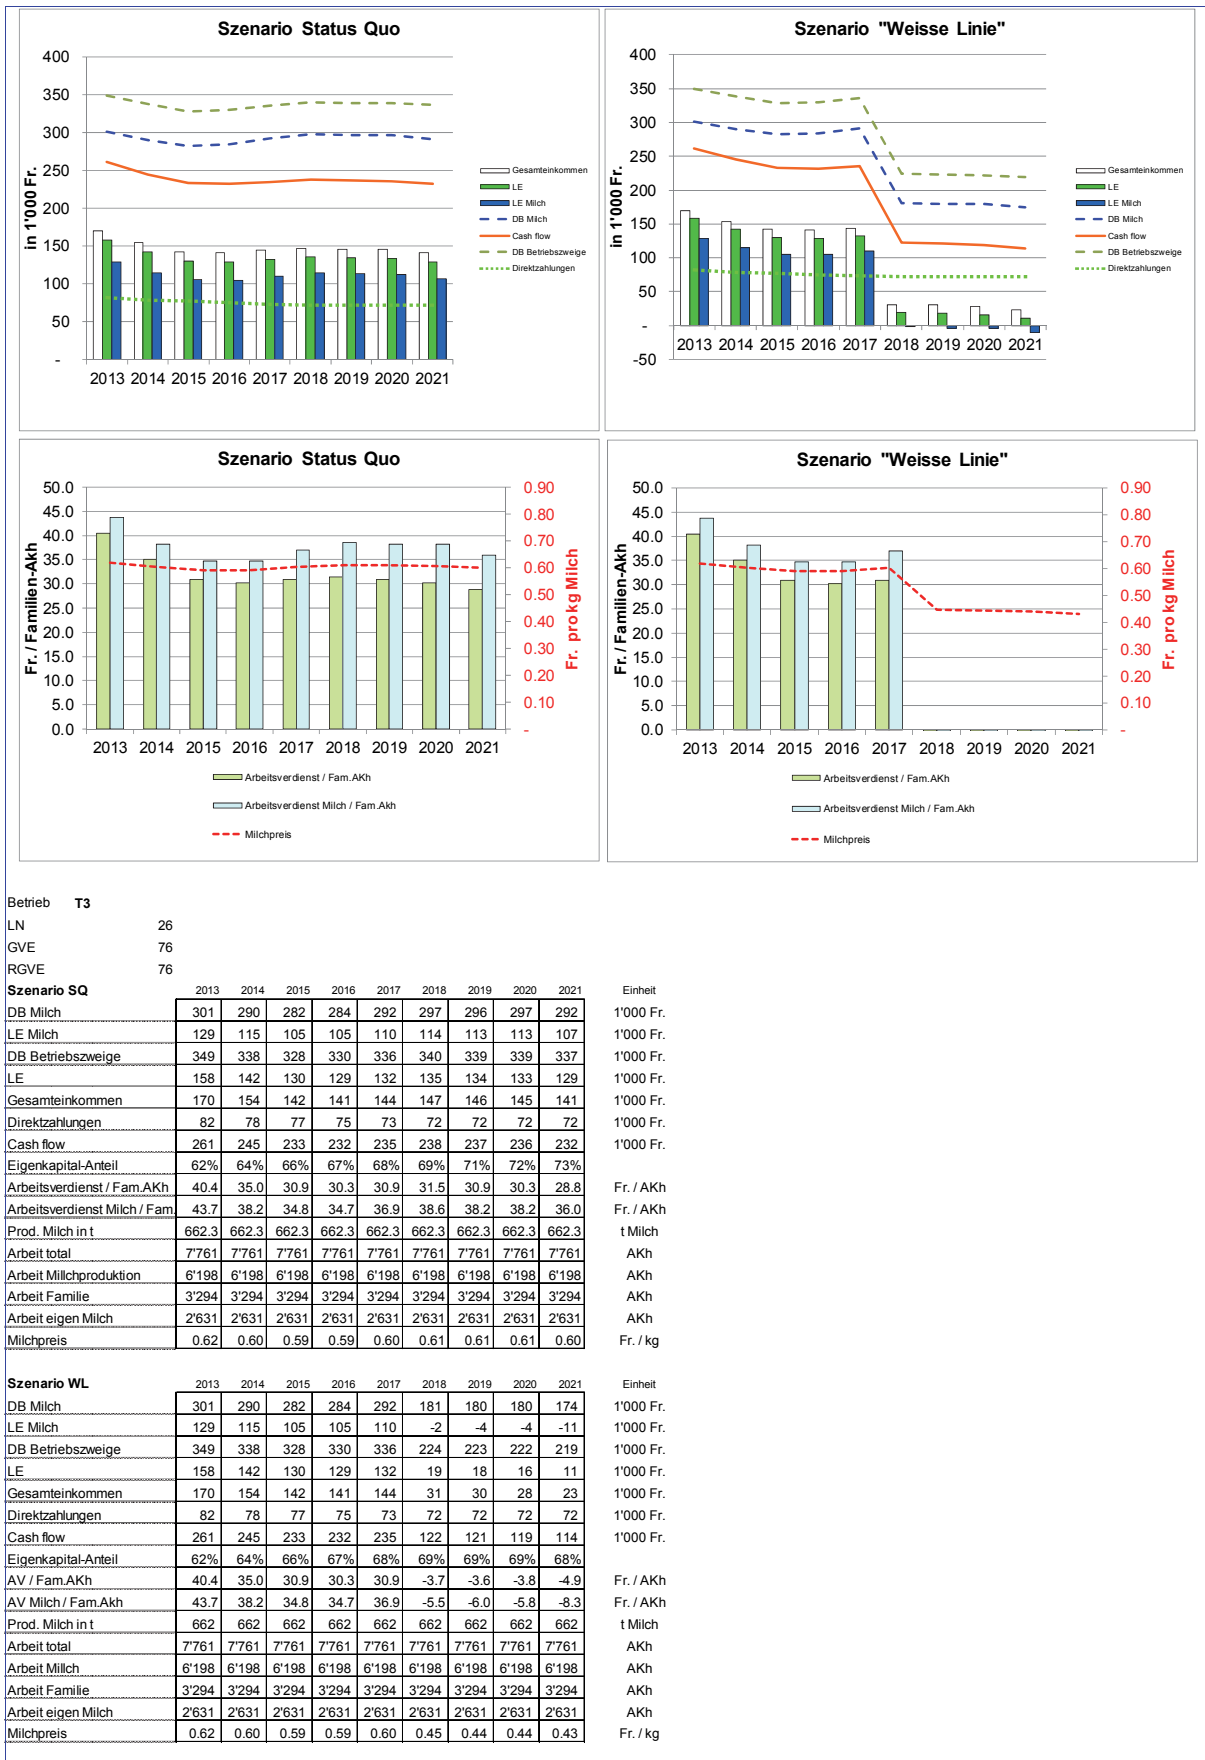 Szenario Status Quo
in 1'000 Fr.
400
350
300
250
200
150
100
50
-
2013 2014 2015 2016 2017 2018 2019 2020 2021
Gesamteinkommen
LE
LE Milch
DB Milch
Cash flow
DB Betriebszweige
Direktzahlungen
Szenario "Weisse Linie"
in 1'000 Fr.
400
350
300
250
200
150
100
50
-
-50
2013 2014 2015 2016 2017 2018 2019 2020 2021
Gesamteinkommen
LE
LE Milch
DB Milch
Cash flow
DB Betriebszweige
Direktzahlungen
Szenario Status Quo
Fr. / Familien-Akh
50.0
45.0
40.0
35.0
30.0
25.0
20.0
15.0
10.0
5.0
0.0
2013 2014 2015 2016 2017 2018 2019 2020 2021
0.90
0.80
0.70
0.60
0.50
0.40
0.30
0.20
0.10
-
Fr. pro kg Milch
Arbeitsverdienst / Fam.AKh
Arbeitsverdienst Milch / Fam.Akh
Milchpreis
Szenario "Weisse Linie"
Fr. / Familien-Akh
50.0
45.0
40.0
35.0
30.0
25.0
20.0
15.0
10.0
5.0
0.0
2013 2014 2015 2016 2017 2018 2019 2020 2021
0.90
0.80
0.70
0.60
0.50
0.40
0.30
0.20
0.10
-
Fr. pro kg Milch
Arbeitsverdienst / Fam.AKh
Arbeitsverdienst Milch / Fam.Akh
Milchpreis
Betrieb T3
LN 26
GVE 76
RGVE 76
Szenario SQ 2013 2014 2015 2016 2017 2018 2019 2020 2021 Einheit
DB Milch 301 290 282 284 292 297 296 297 292 1'000 Fr.
LE Milch 129 115 105 105 110 114 113 113 107 1'000 Fr.
DB Betriebszweige 349 338 328 330 336 340 339 339 337 1'000 Fr.
LE 158 142 130 129 132 135 134 133 129 1'000 Fr.
Gesamteinkommen 170 154 142 141 144 147 146 145 141 1'000 Fr.
Direktzahlungen 82 78 77 75 73 72 72 72 72 1'000 Fr.
Cash flow 261 245 233 232 235 238 237 236 232 1'000 Fr.
Eigenkapital-Anteil 62% 64% 66% 67% 68% 69% 71% 72% 73%
Arbeitsverdienst / Fam.AKh 40.4 35.0 30.9 30.3 30.9 31.5 30.9 30.3 28.8 Fr. / AKh
Arbeitsverdienst Milch / Fam. 43.7 38.2 34.8 34.7 36.9 38.6 38.2 38.2 36.0 Fr. / AKh
Prod. Milch in t 662.3 662.3 662.3 662.3 662.3 662.3 662.3 662.3 662.3 t Milch
Arbeit total 7'761 7'761 7'761 7'761 7'761 7'761 7'761 7'761 7'761 AKh
Arbeit Millchproduktion 6'198 6'198 6'198 6'198 6'198 6'198 6'198 6'198 6'198 AKh
Arbeit Familie 3'294 3'294 3'294 3'294 3'294 3'294 3'294 3'294 3'294 AKh
Arbeit eigen Milch 2'631 2'631 2'631 2'631 2'631 2'631 2'631 2'631 2'631 AKh
Milchpreis 0.62 0.60 0.59 0.59 0.60 0.61 0.61 0.61 0.60 Fr. / kg
Szenario WL 2013 2014 2015 2016 2017 2018 2019 2020 2021 Einheit
DB Milch 301 290 282 284 292 181 180 180 174 1'000 Fr.
LE Milch 129 115 105 105 110 -2 -4 -4 -11 1'000 Fr.
DB Betriebszweige 349 338 328 330 336 224 223 222 219 1'000 Fr.
LE 158 142 130 129 132 19 18 16 11 1'000 Fr.
Gesamteinkommen 170 154 142 141 144 31 30 28 23 1'000 Fr.
Direktzahlungen 82 78 77 75 73 72 72 72 72 1'000 Fr.
Cash flow 261 245 233 232 235 122 121 119 114 1'000 Fr.
Eigenkapital-Anteil 62% 64% 66% 67% 68% 69% 69% 69% 68%
AV / Fam.AKh 40.4 35.0 30.9 30.3 30.9 -3.7 -3.6 -3.8 -4.9 Fr. / AKh
AV Milch / Fam.Akh 43.7 38.2 34.8 34.7 36.9 -5.5 -6.0 -5.8 -8.3 Fr. / AKh
Prod. Milch in t 662 662 662 662 662 662 662 662 662 t Milch
Arbeit total 7'761 7'761 7'761 7'761 7'761 7'761 7'761 7'761 7'761 AKh
Arbeit Millch 6'198 6'198 6'198 6'198 6'198 6'198 6'198 6'198 6'198 AKh
Arbeit Familie 3'294 3'294 3'294 3'294 3'294 3'294 3'294 3'294 3'294 AKh
Arbeit eigen Milch 2'631 2'631 2'631 2'631 2'631 2'631 2'631 2'631 2'631 AKh
Milchpreis 0.62 0.60 0.59 0.59 0.60 0.45 0.44 0.44 0.43 Fr. / kg